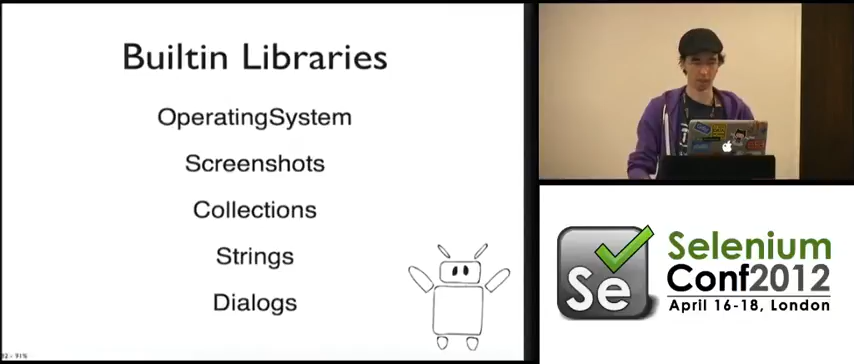 Builtin Libraries
OperatingSystem
Screenshots
Collections
Strings
Dialogs
Se
Selenium
Conf2012
April 16-18, London